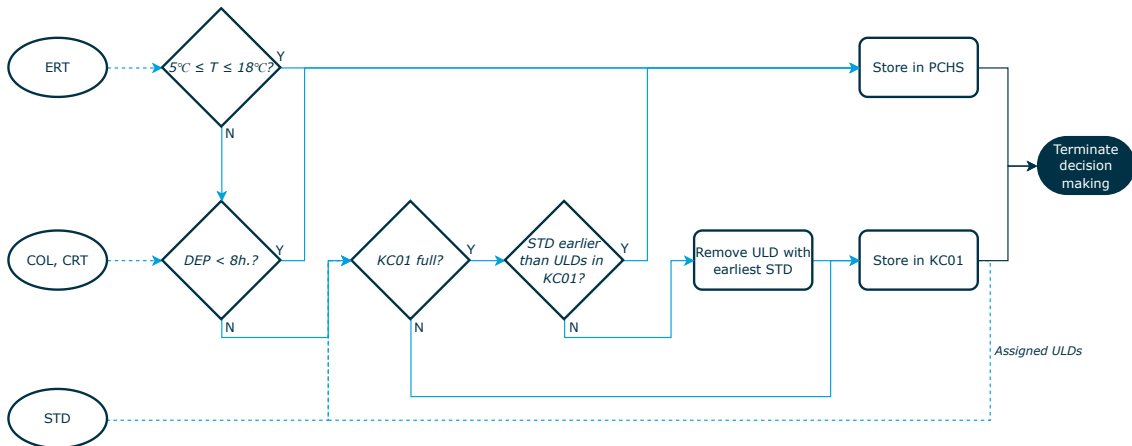 ERT
5℃ ≤ T ≤ 18℃?
Y
N
Store in PCHS
Terminate
decision
making
COL, CRT
DEP < 8h.?
Y
N
KC01 full?
Y
N
STD earlier
than ULDs in
KC01?
Y
N
Remove ULD with
earliest STD
Store in KC01
Assigned ULDs
STD